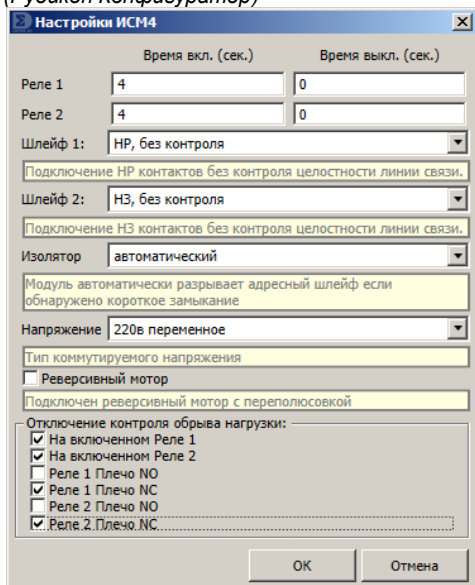 (Рубикон Конфигуратор)
Настройки ИСМ4
Время вкл. (сек.) Время выкл. (сек.)
Реле 1 4 0
Реле 2 4 0
Шлейф 1: НР, без контроля
Подключение НР контактов без контроля целостности линии связи.
Шлейф 2: НЗ, без контроля
Подключение НЗ контактов без контроля целостности линии связи.
Изолятор автоматический
Модуль автоматически разрывает адресный шлейф если
обнаружено короткое замыкание
Напряжение 220в переменное
Тип коммутируемого напряжения
Реверсивный мотор
Подключен реверсивный мотор с переполюсовкой
Отключение контроля обрыва нагрузки:
На включенном Реле 1
На включенном Реле 2
Реле 1 Плечо NO
Реле 1 Плечо NC
Реле 2 Плечо NO
Реле 2 Плечо NC
OK Отмена